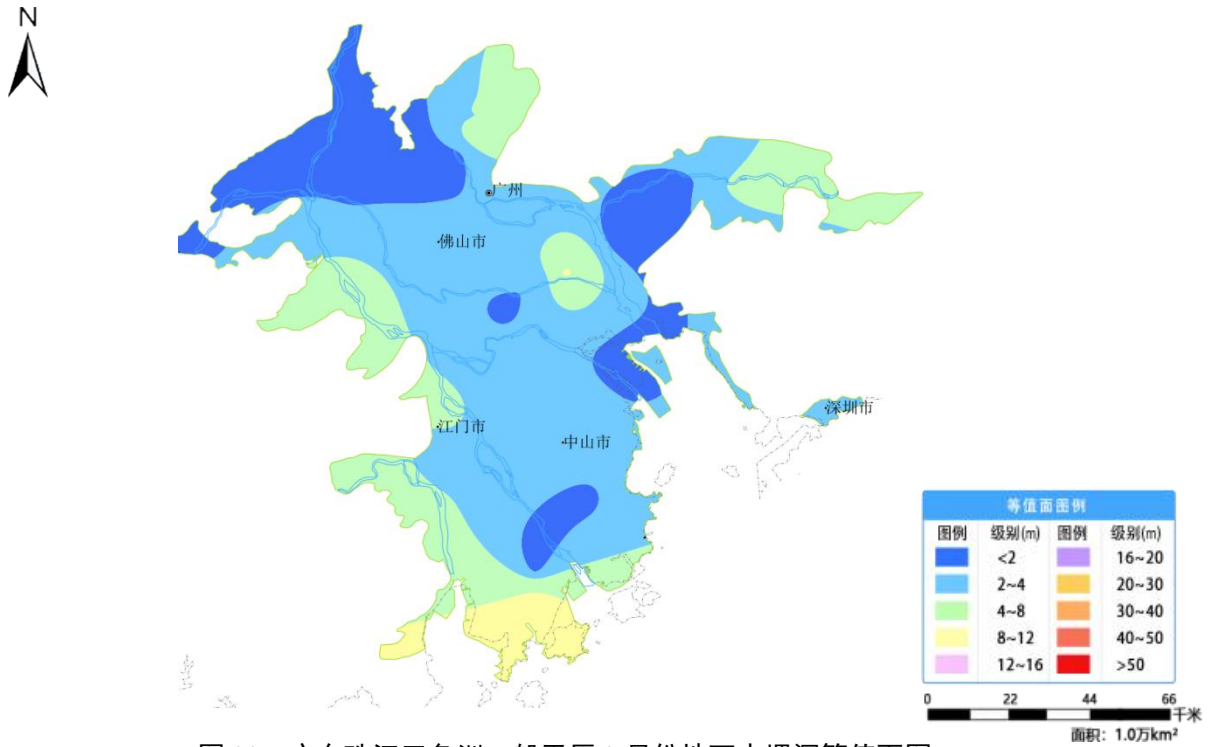 N
广州
佛山市
深圳市
江门市
中山市
等值面图例
图例 级别(m) 图例 级别(m)
<2 16~20
2~4 20~30
4~8 30~40
8~12 40~50
12~16 >50
0 22 44 66
千米
面积: 1.0万km²